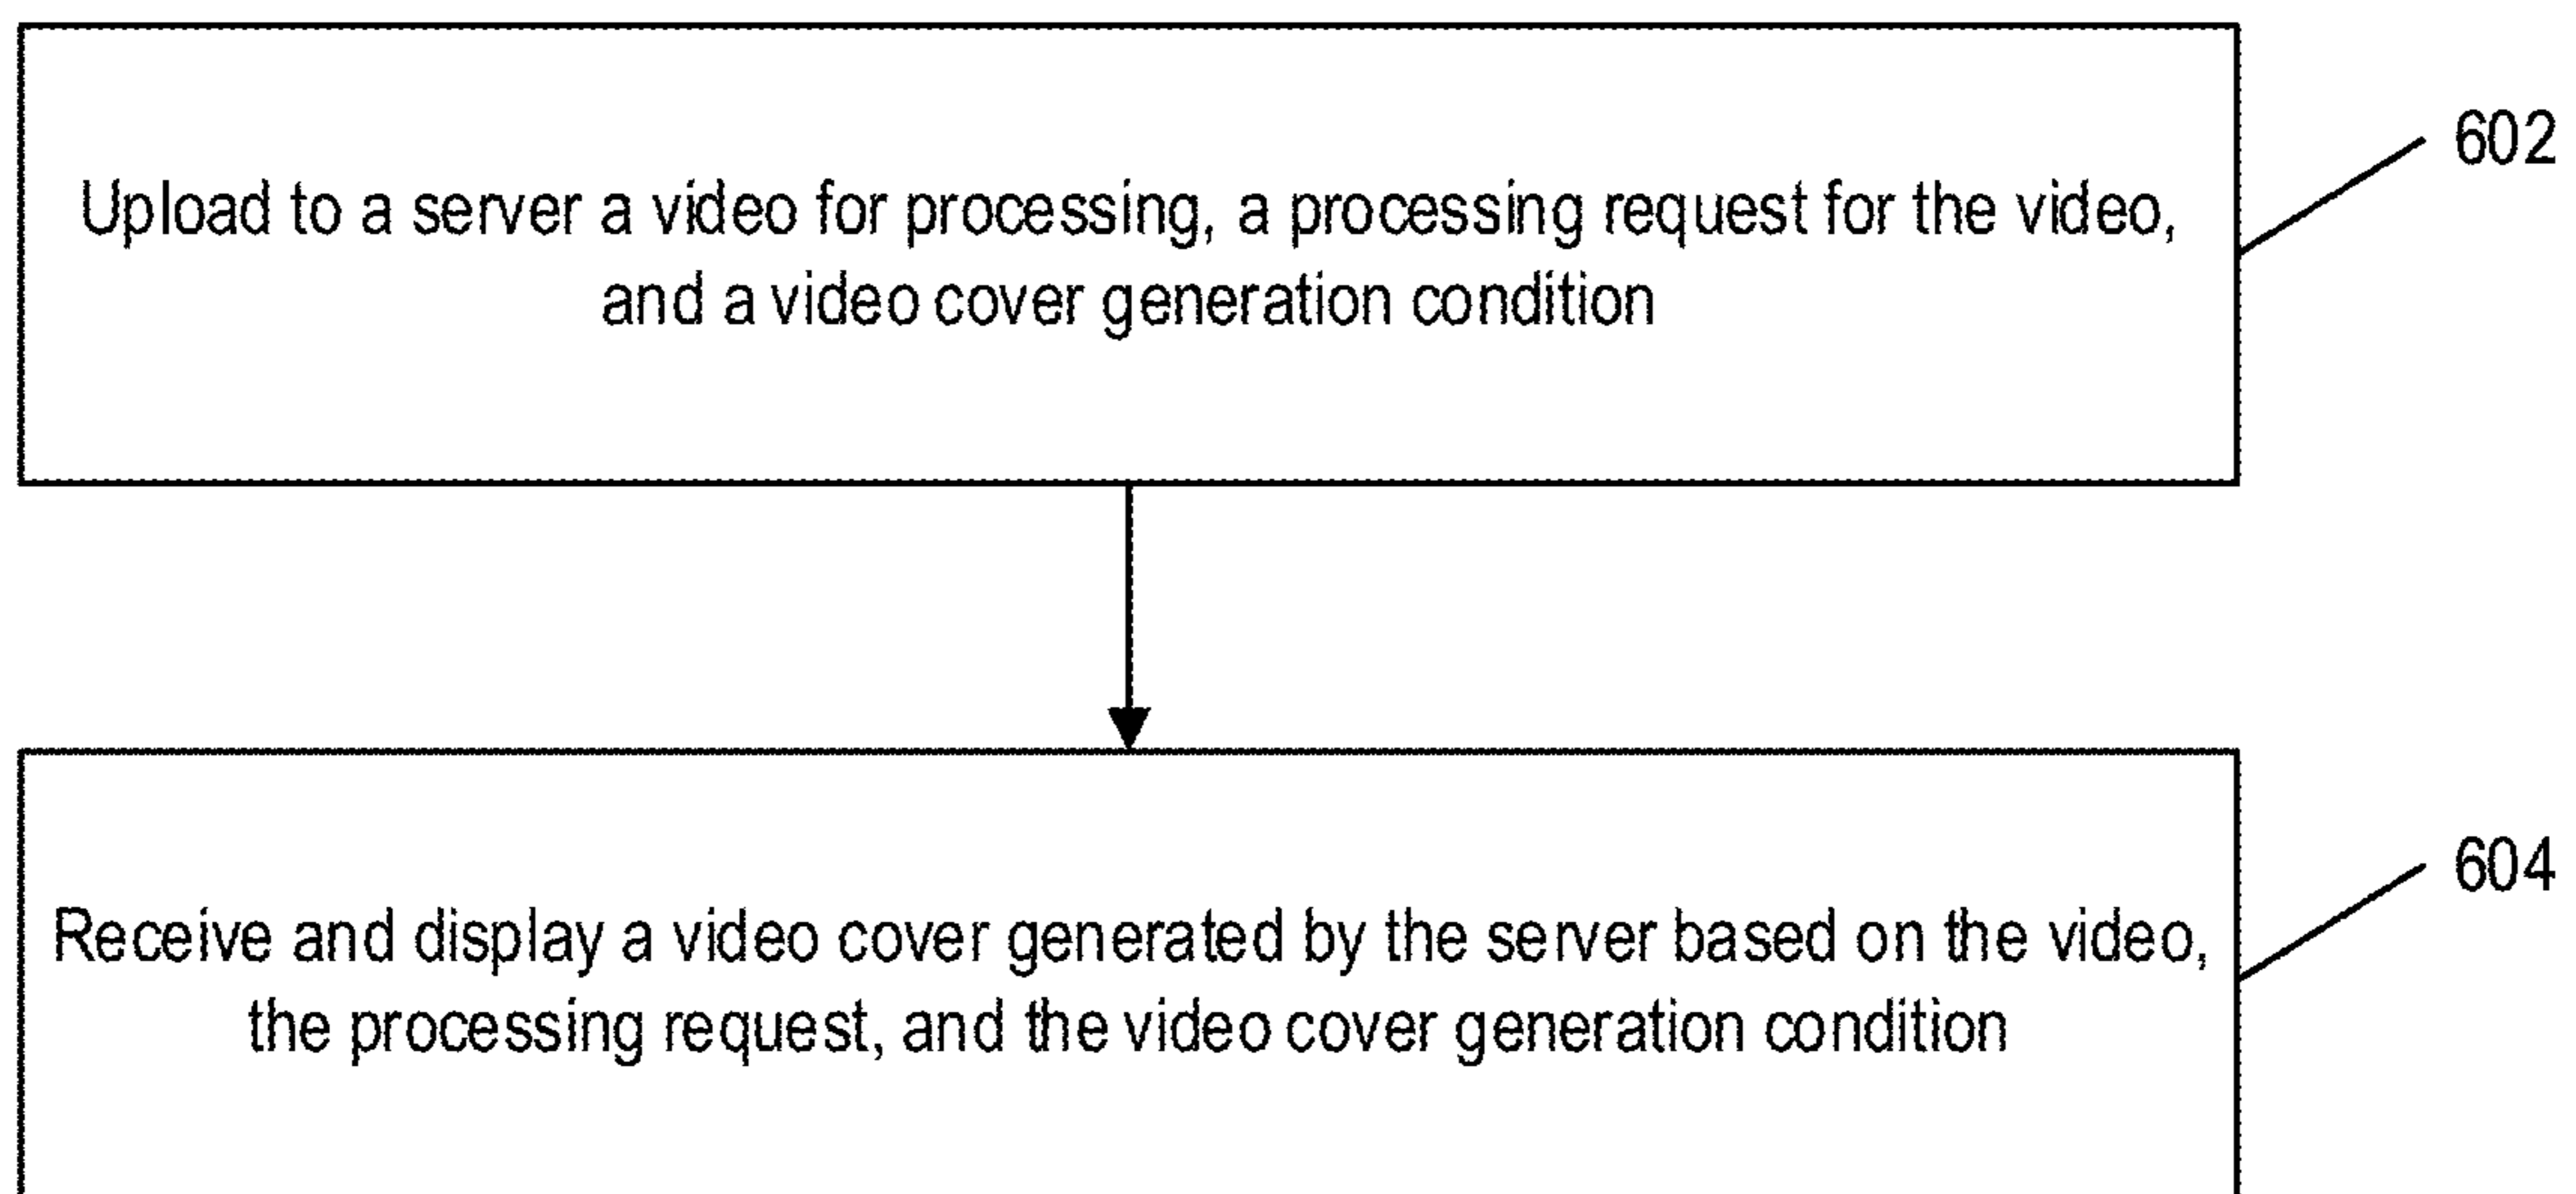 602
Upload to a server a video for processing, a processing request for the video,
and a video cover generation condition
604
Receive and display a video cover generated by the server based on the video,
the processing request, and the video cover generation condition